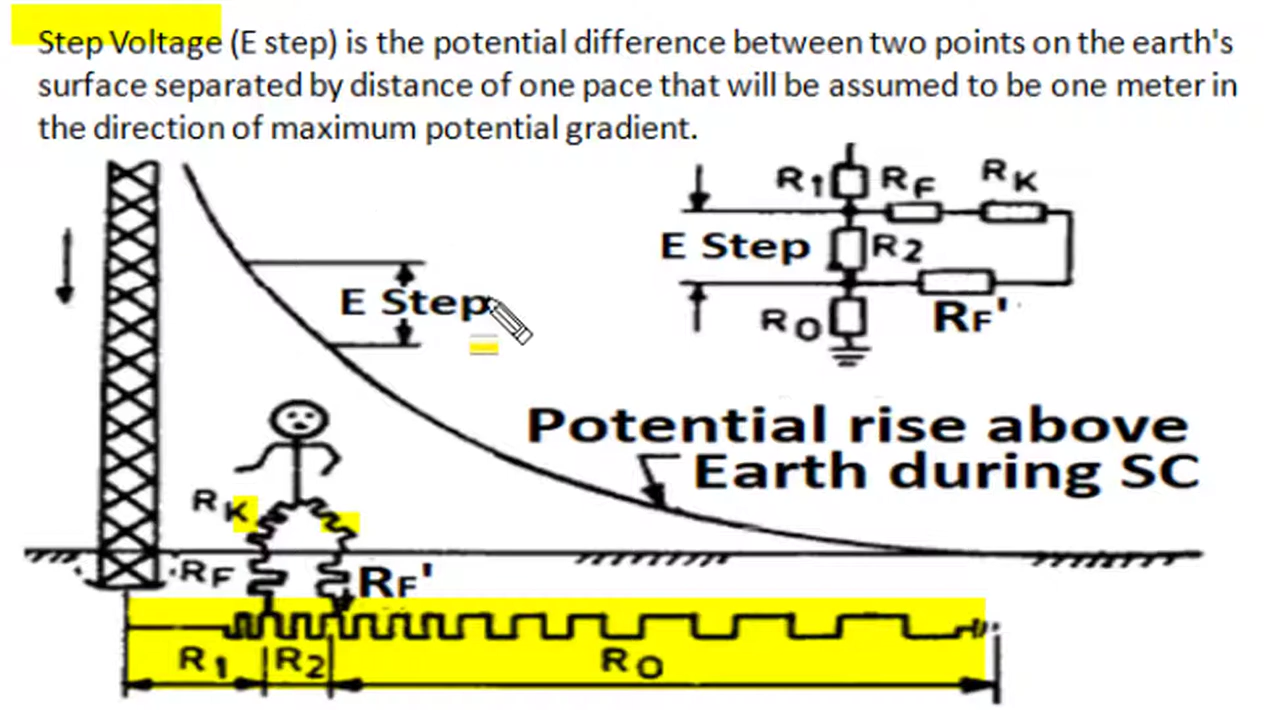 Step Voltage (E step) is the potential difference between two points on the earth's
surface separated by distance of one pace that will be assumed to be one meter in
the direction of maximum potential gradient.
R1 RF RK
E Step R2
RO RF'
E Step
Potential rise above
Earth during SC
RK
RF RF'
R1 R2 RO